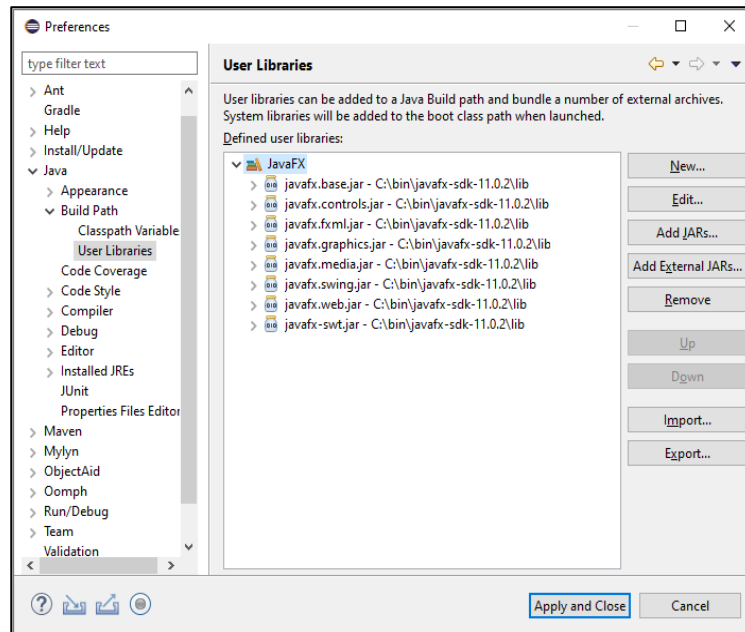 Preferences
type filter text
Ant
Gradle
Help
Install/Update
Java
Appearance
Build Path
Classpath Variable
User Libraries
Code Coverage
Code Style
Compiler
Debug
Editor
Installed JREs
JUnit
Properties Files Editor
Maven
Mylyn
ObjectAid
Oomph
Run/Debug
Team
Validation
User Libraries
User libraries can be added to a Java Build path and bundle a number of external archives.
System libraries will be added to the boot class path when launched.
Defined user libraries:
JavaFX
javafx.base.jar - C:\bin\javafx-sdk-11.0.2\lib
javafx.controls.jar - C:\bin\javafx-sdk-11.0.2\lib
javafx.fxml.jar - C:\bin\javafx-sdk-11.0.2\lib
javafx.graphics.jar - C:\bin\javafx-sdk-11.0.2\lib
javafx.media.jar - C:\bin\javafx-sdk-11.0.2\lib
javafx.swing.jar - C:\bin\javafx-sdk-11.0.2\lib
javafx.web.jar - C:\bin\javafx-sdk-11.0.2\lib
javafx-swt.jar - C:\bin\javafx-sdk-11.0.2\lib
New...
Edit...
Add JARs...
Add External JARs...
Remove
Up
Down
Import...
Export...
Apply and Close
Cancel